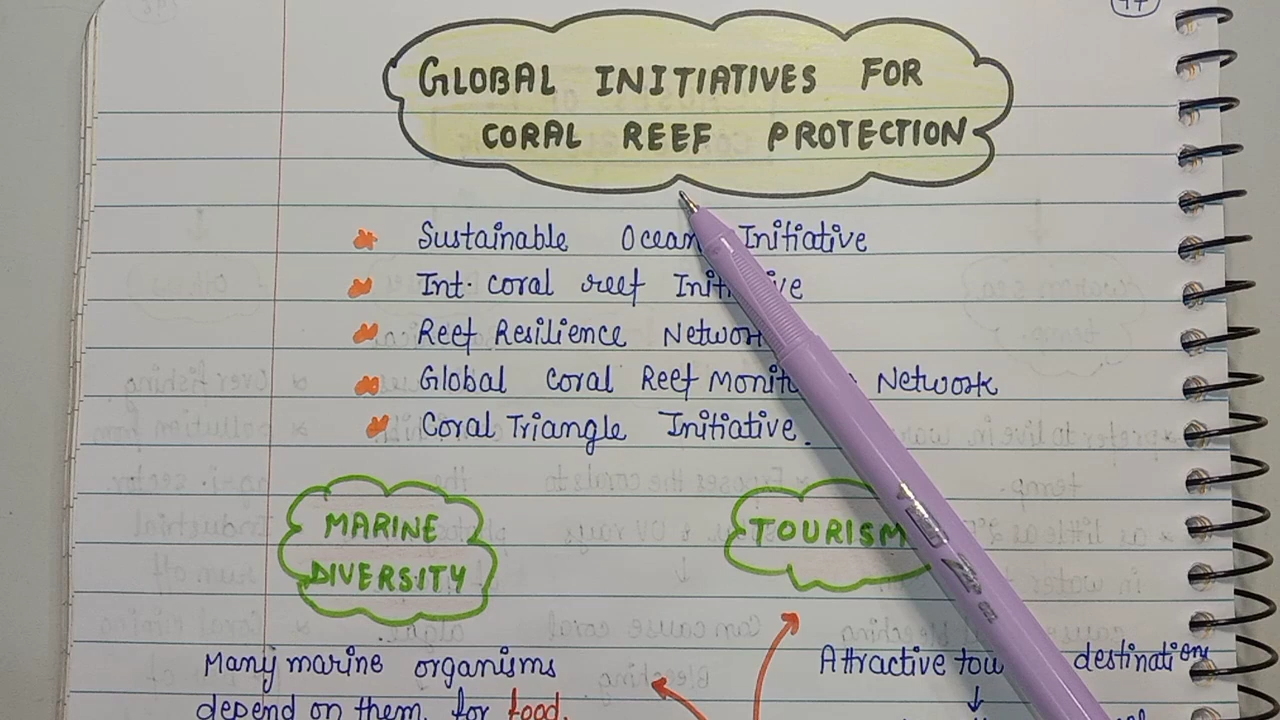 GLOBAL INITIATIVES FOR
CORAL REEF PROTECTION
Sustainable Ocean Initiative
Int. coral reef Initiative
Reef Resilience Network
Global Coral Reef Monitoring Network
Coral Triangle Initiative.
MARINE
DIVERSITY
TOURISM
Many marine organisms
depend on them for food.
Attractive destinations